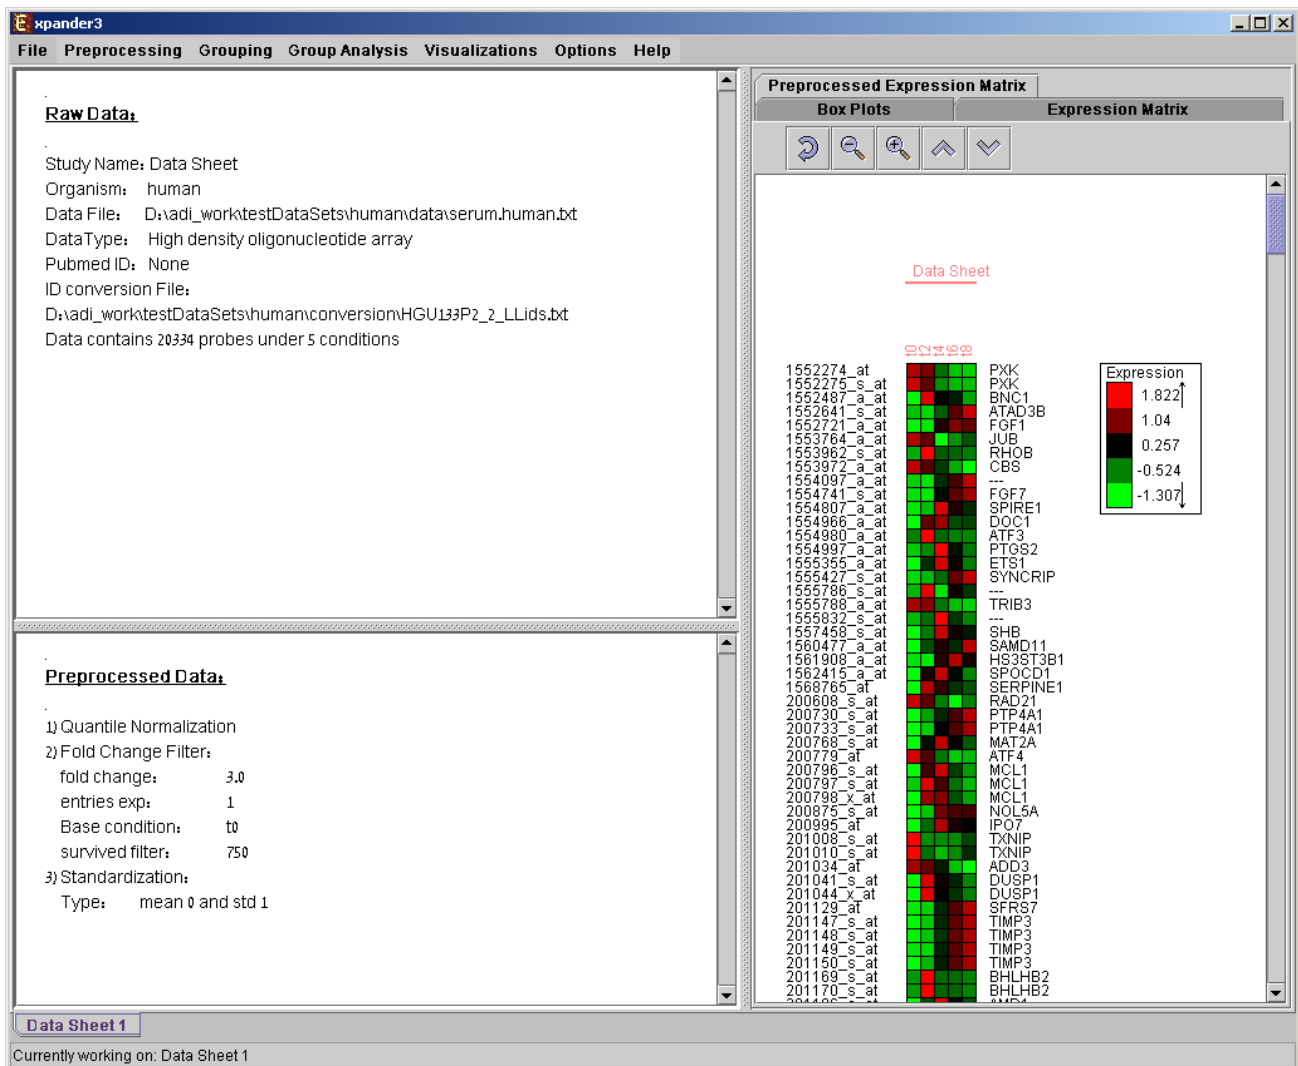 Expander3
File Preprocessing Grouping Group Analysis Visualizations Options Help
Raw Data:
Study Name: Data Sheet
Organism: human
Data File: D:\adi_work\testDataSets\human\data\serum.human.txt
DataType: High density oligonucleotide array
Pubmed ID: None
ID conversion File:
D:\adi_work\testDataSets\human\conversion\HGU133P2_2_LLids.txt
Data contains 20334 probes under 5 conditions
Preprocessed Data:
1) Quantile Normalization
2) Fold Change Filter:
fold change: 3.0
entries exp: 1
Base condition: t0
survived filter: 750
3) Standardization:
Type: mean 0 and std 1
Preprocessed Expression Matrix
Box Plots Expression Matrix
Data Sheet
t0 t2 t4 t6 t8
1552274_at PXK
1552275_s_at PXK
1552487_a_at BNC1
1552641_s_at ATAD3B
1552721_a_at FGF1
1553764_a_at JUB
1553962_s_at RHOB
1553972_a_at CBS
1554097_a_at ---
1554741_s_at FGF7
1554807_a_at SPIRE1
1554966_a_at DOC1
1554980_a_at ATF3
1554997_a_at PTGS2
1555355_a_at ETS1
1555427_s_at SYNCRIP
1555786_s_at ---
1555788_a_at TRIB3
1555832_s_at ---
1557458_s_at SHB
1560477_a_at SAMD11
1561908_a_at HS3ST3B1
1562415_a_at SPOCD1
1568765_at SERPINE1
200608_s_at RAD21
200730_s_at PTP4A1
200733_s_at PTP4A1
200768_s_at MAT2A
200779_at ATF4
200796_s_at MCL1
200797_s_at MCL1
200798_x_at MCL1
200875_s_at NOL5A
200995_at IPO7
201008_s_at TXNIP
201010_s_at TXNIP
201034_at ADD3
201041_s_at DUSP1
201044_x_at DUSP1
201129_at SFRS7
201147_s_at TIMP3
201148_s_at TIMP3
201149_s_at TIMP3
201150_s_at TIMP3
201169_s_at BHLHB2
201170_s_at BHLHB2
Expression
1.822
1.04
0.257
-0.524
-1.307
Data Sheet 1
Currently working on: Data Sheet 1